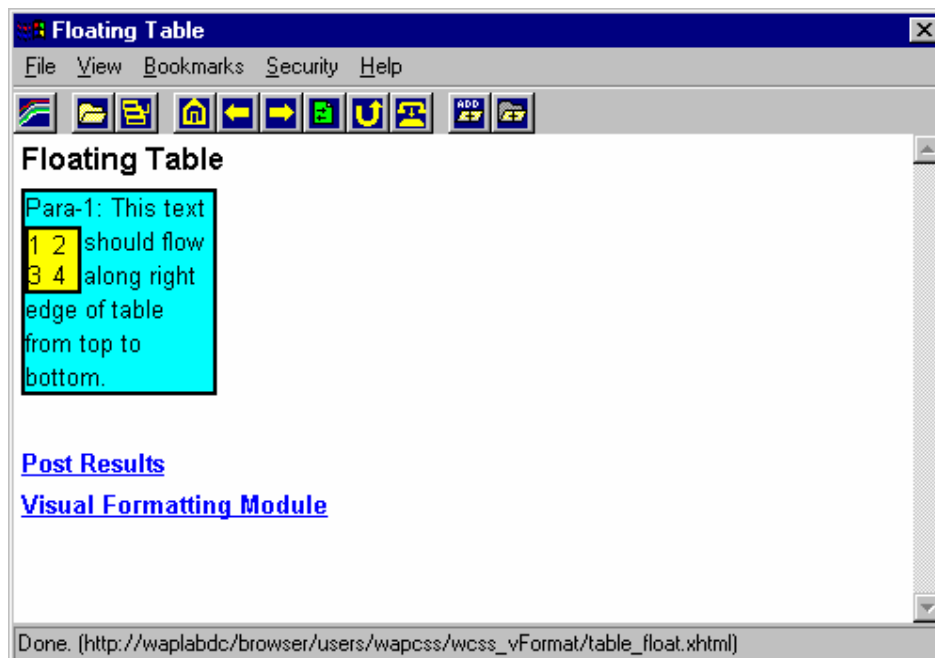 Floating Table
File View Bookmarks Security Help
ADD
Floating Table
Para-1: This text
1 2 should flow
3 4 along right
edge of table
from top to
bottom.
Post Results
Visual Formatting Module
Done. (http://waplabdc/browser/users/wapcss/wcss_vFormat/table_float.xhtml)